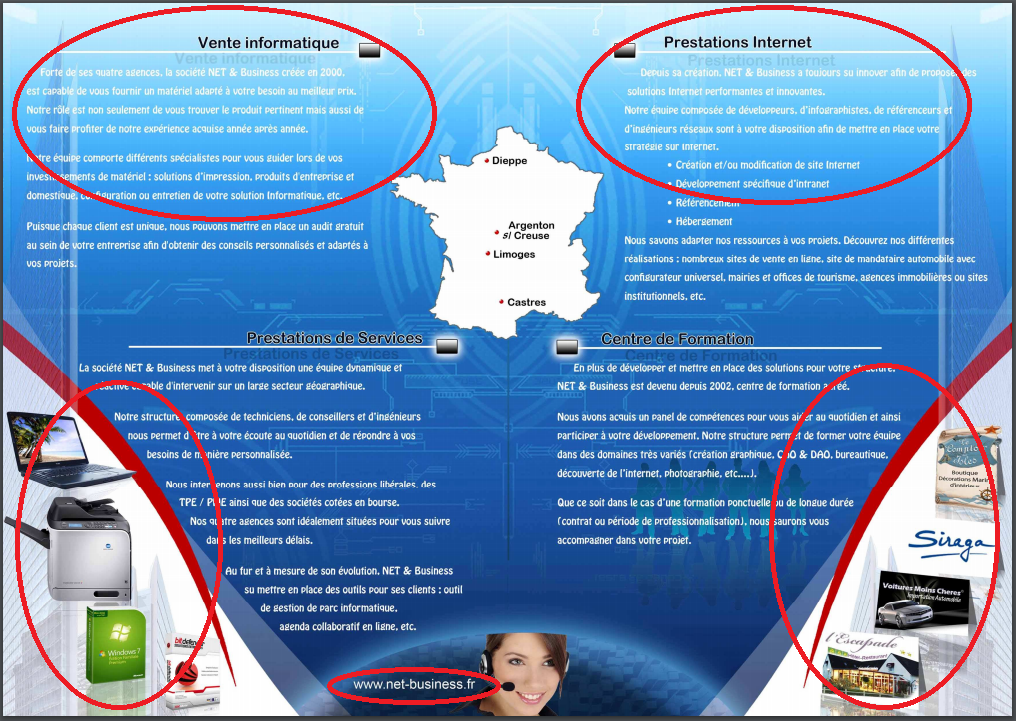 Vente informatique
Forte de ses quatre agences, la société NET & Business créée en 2000,
est capable de vous fournir un matériel adapté à votre besoin au meilleur prix.
Notre rôle est non seulement de vous trouver le produit pertinent mais aussi de
vous faire profiter de notre expérience acquise année après année.
Notre équipe comporte différents spécialistes pour vous guider lors de vos
investissements de matériel : solutions d'impression, produits d'entreprise et
domestique, configuration ou entretien de votre solution Informatique, etc.
Puisque chaque client est unique, nous pouvons mettre en place un audit gratuit
au sein de votre entreprise afin d'obtenir des conseils personnalisés et adaptés à
vos projets.
Prestations Internet
Depuis sa création, NET & Business a toujours su innover afin de proposer des
solutions Internet performantes et innovantes.
Notre équipe composée de développeurs, d'infographistes, de référenceurs et
d'ingénieurs réseaux sont à votre disposition afin de mettre en place votre
stratégie sur Internet.
• Création et/ou modification de site Internet
• Développement spécifique d'intranet
• Référencement
• Hébergement
Nous savons adapter nos ressources à vos projets. Découvrez nos différentes
réalisations : nombreux sites de vente en ligne, site de mandataire automobile avec
configurateur universel, mairies et offices de tourisme, agences immobilières ou sites
institutionnels, etc.
Dieppe
Argenton
s/ Creuse
Limoges
Castres
Prestations de Services
La société NET & Business met à votre disposition une équipe dynamique et
réactive capable d'intervenir sur un large secteur géographique.
Notre structure composée de techniciens, de conseillers et d'ingénieurs
nous permet d'être à votre écoute au quotidien et de répondre à vos
besoins de manière personnalisée.
Nous intervenons aussi bien pour des professions libérales, des
TPE / PME ainsi que des sociétés cotées en bourse.
Nos quatre agences sont idéalement situées pour vous suivre
dans les meilleurs délais.
Au fur et à mesure de son évolution, NET & Business
su mettre en place des outils pour ses clients : outil
de gestion de parc informatique,
agenda collaboratif en ligne, etc.
Centre de Formation
En plus de développer et mettre en place des solutions pour votre structure,
NET & Business est devenu depuis 2002, centre de formation agréé.
Nous avons acquis un panel de compétences pour vous aider au quotidien et ainsi
participer à votre développement. Notre structure permet de former votre équipe
dans des domaines très variés (création graphique, CAO & DAO, bureautique,
découverte de l'internet, photographie, etc....).
Que ce soit dans le cas d'une formation ponctuelle ou de longue durée
(contrat ou période de professionnalisation), nous saurons vous
accompagner dans votre projet.
Windows 7
bitdefender
Boutique
Décorations Marine
Siraga
Voitures Moins Cheres
Importation Automobile
l'Escapade
www.net-business.fr